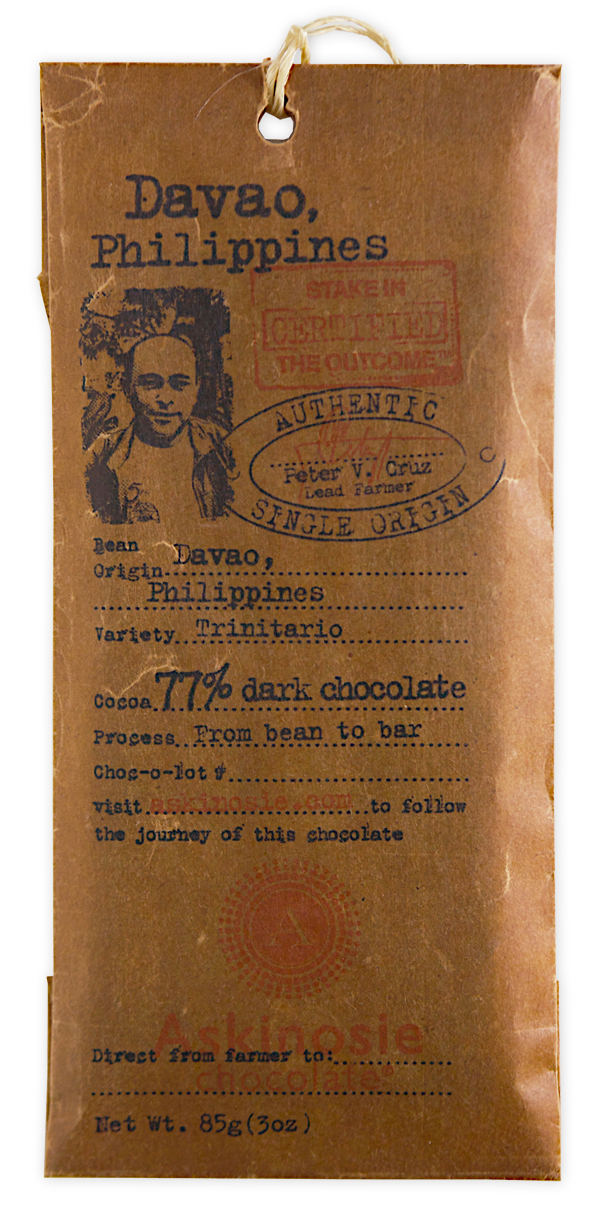 Davao,
Philippines
STAKE IN
CERTIFIED
THE OUTCOME™
AUTHENTIC
Peter V. Cruz
Lead Farmer
SINGLE ORIGIN
Bean
Origin Davao,
Philippines
Variety Trinitario
Cocoa 77% dark chocolate
Process From bean to bar
Choc-o-lot #
visit askinosie.com to follow
the journey of this chocolate
A
Askinosie
Direct from farmer to:
chocolate®
Net Wt. 85g(3oz)